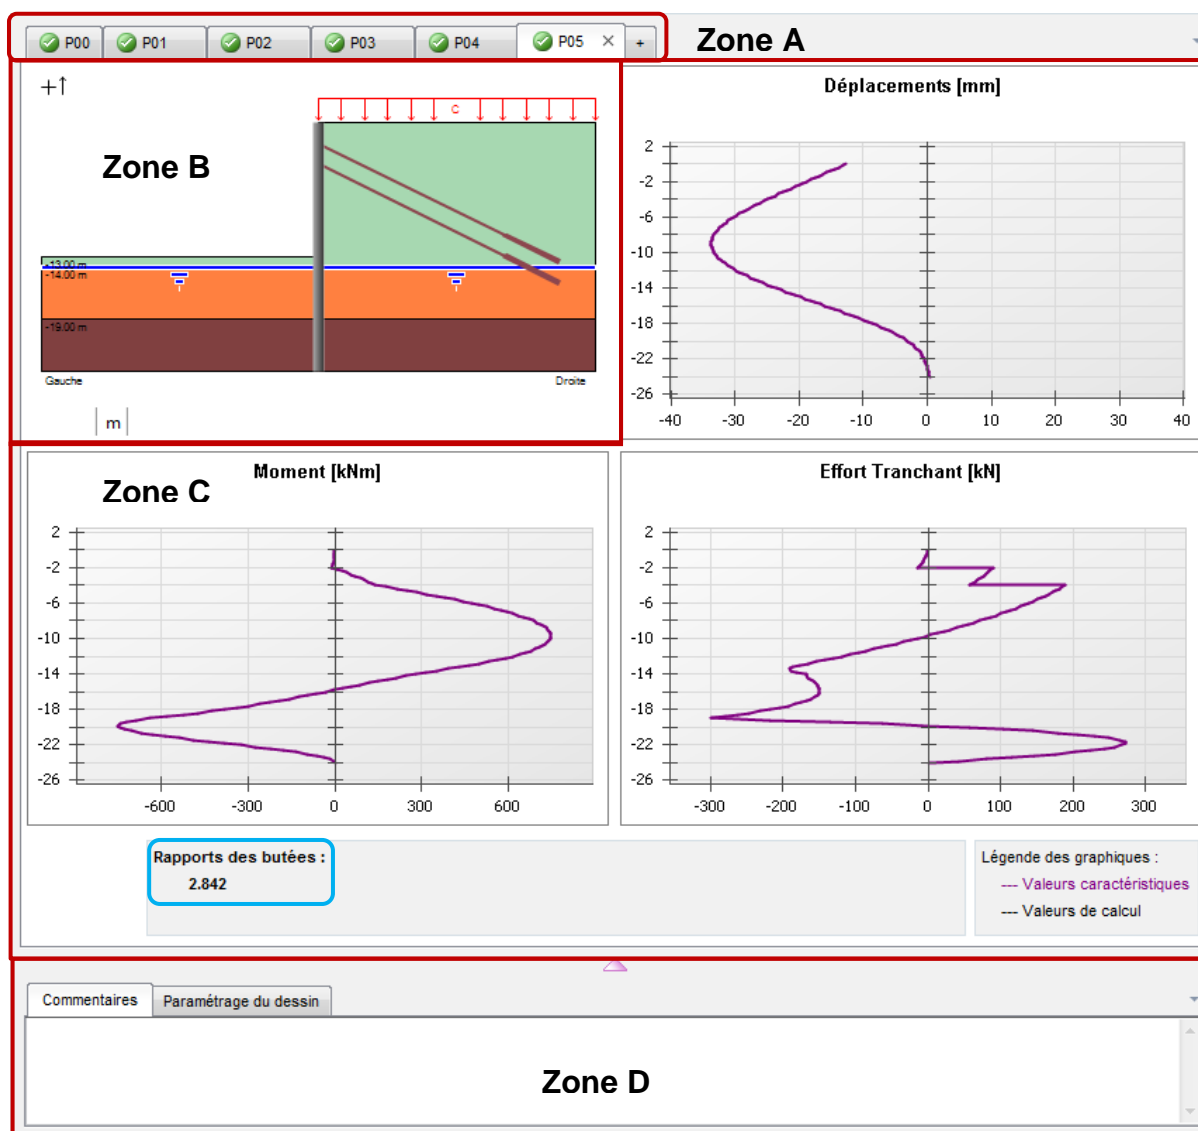 P00 P01 P02 P03 P04 P05 × + Zone A
+↑
Zone B
C
-13.00 m
-14.00 m
-19.00 m
Gauche Droite
m
Déplacements [mm]
2
-2
-6
-10
-14
-18
-22
-26
-40 -30 -20 -10 0 10 20 30 40
Moment [kNm]
Zone C
2
-2
-6
-10
-14
-18
-22
-26
-600 -300 0 300 600
Effort Tranchant [kN]
2
-2
-6
-10
-14
-18
-22
-26
-300 -200 -100 0 100 200 300
Rapports des butées :
2.842
Légende des graphiques :
--- Valeurs caractéristiques
--- Valeurs de calcul
Commentaires Paramétrage du dessin
Zone D